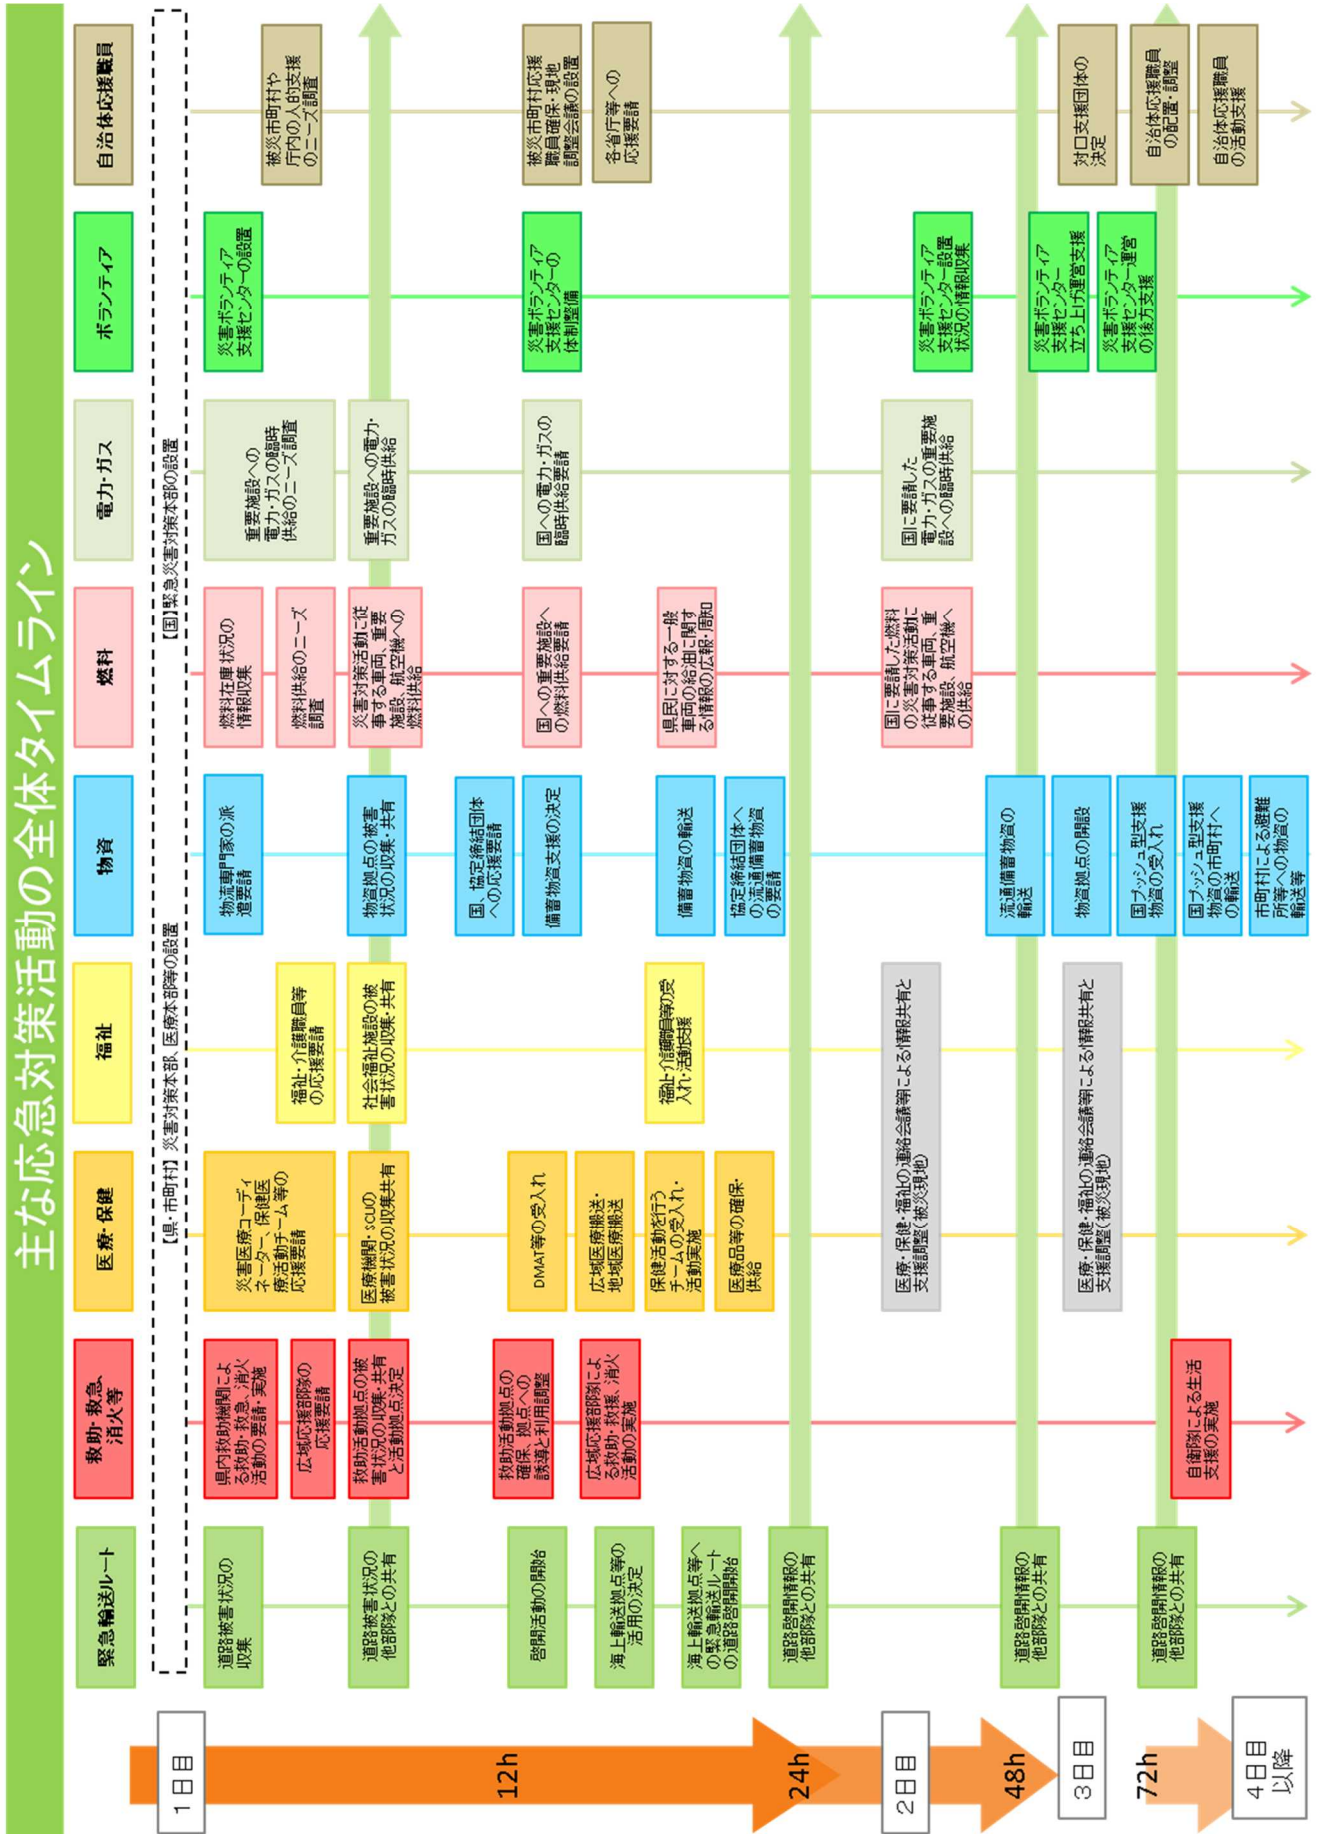 主な応急対策活動の全体タイムライン
緊急輸送ルート
救助・救急、
消火等
医療・保健
福祉
物資
燃料
電力・ガス
ボランティア
自治体応援職員
【県・市町村】災害対策本部、医療本部等の設置
【国】緊急災害対策本部の設置
1日目
12h
24h
2日目
48h
3日目
72h
4日目
以降
道路被害状況の
収集
道路被害状況の
他部隊との共有
啓開活動の開始
海上輸送拠点等の
活用の決定
海上輸送拠点等へ
の緊急輸送ルート
の道路啓開開始
道路啓開情報の
他部隊との共有
道路啓開情報の
他部隊との共有
道路啓開情報の
他部隊との共有
県内救助機関によ
る救助・救急、消火
活動の要請・実施
広域応援部隊の
応援要請
救助活動拠点の被
害状況の収集・共有
と活動拠点決定
救助活動拠点の
確保、拠点への
誘導と利用調整
広域応援部隊によ
る救助・救援、消火
活動の実施
自衛隊による生活
支援の実施
災害医療コーディ
ネーター、保健医
療活動チーム等の
応援要請
医療機関・SCUの
被害状況の収集共有
DMAT等の受入れ
広域医療搬送・
地域医療搬送
保健活動を行う
チームの受入れ・
活動実施
医療品等の確保・
供給
医療・保健・福祉の連絡会議等による情報共有と
支援調整(被災現地)
医療・保健・福祉の連絡会議等による情報共有と
支援調整(被災現地)
福祉・介護職員等
の応援要請
社会福祉施設の被
害状況の収集・共有
福祉・介護職員等の受
入れ・活動支援
物流専門家の派
遣要請
物資拠点の被害
状況の収集・共有
国、協定締結団体
への応援要請
備蓄物資支援の決定
備蓄物資の輸送
協定締結団体へ
の流通備蓄物資
の要請
流通備蓄物資の
輸送
物資拠点の開設
国プッシュ型支援
物資の受入れ
国プッシュ型支援
物資の市町村へ
の輸送
市町村による避難
所等への物資の
輸送等
燃料在庫状況の
情報収集
燃料供給のニーズ
調査
災害対策活動に従
事する車両、重要
施設、航空機への
燃料供給
国への重要施設へ
の燃料供給要請
県民に対する一般
車両の給油に関す
る情報の広報・周知
国に要請した燃料
の災害対策活動に
従事する車両、重
要施設、航空機へ
の供給
重要施設への
電力・ガスの臨時
供給のニーズ調査
重要施設への電力・
ガスの臨時供給
国への電力・ガスの
臨時供給要請
国に要請した
電力・ガスの重要施
設への臨時供給
災害ボランティア
支援センターの設置
災害ボランティア
支援センターの
体制整備
災害ボランティア
支援センター設置
状況の情報収集
災害ボランティア
支援センター
立ち上げ運営支援
災害ボランティア
支援センター運営
の後方支援
被災市町村や
庁内の人的支援
のニーズ調査
被災市町村応援
職員確保・現地
調整会議の設置
各省庁等への
応援要請
対口支援団体の
決定
自治体応援職員
の配置・調整
自治体応援職員
の活動支援